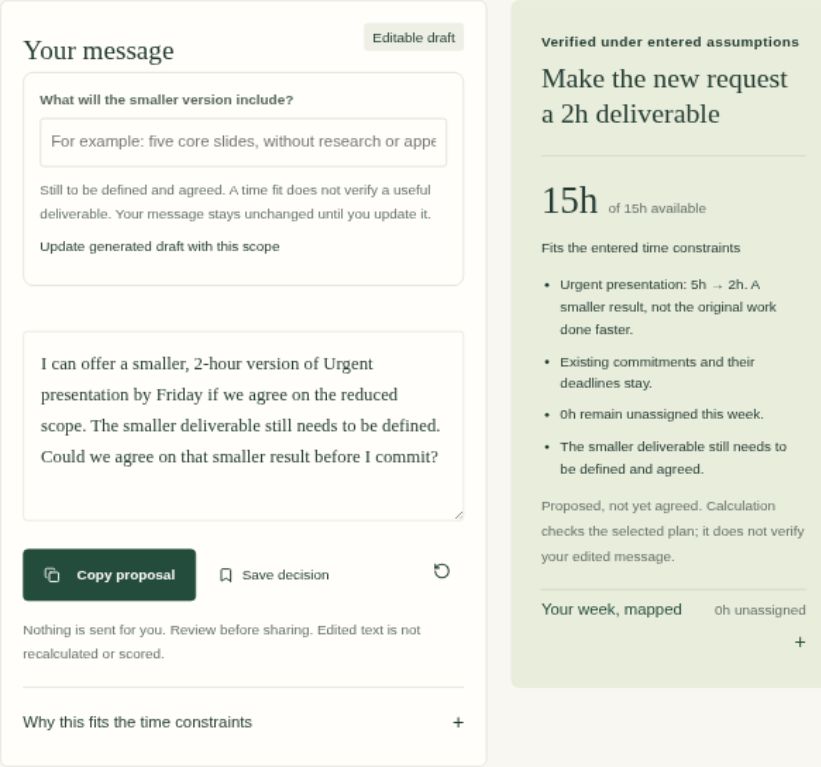 Your message
Editable draft
What will the smaller version include?
For example: five core slides, without research or appe
Still to be defined and agreed. A time fit does not verify a useful
deliverable. Your message stays unchanged until you update it.
Update generated draft with this scope
I can offer a smaller, 2-hour version of Urgent
presentation by Friday if we agree on the reduced
scope. The smaller deliverable still needs to be defined.
Could we agree on that smaller result before I commit?
Copy proposal
Save decision
Nothing is sent for you. Review before sharing. Edited text is not
recalculated or scored.
Why this fits the time constraints +
Verified under entered assumptions
Make the new request
a 2h deliverable
15h of 15h available
Fits the entered time constraints
• Urgent presentation: 5h → 2h. A
smaller result, not the original work
done faster.
• Existing commitments and their
deadlines stay.
• 0h remain unassigned this week.
• The smaller deliverable still needs to
be defined and agreed.
Proposed, not yet agreed. Calculation
checks the selected plan; it does not verify
your edited message.
Your week, mapped 0h unassigned
+